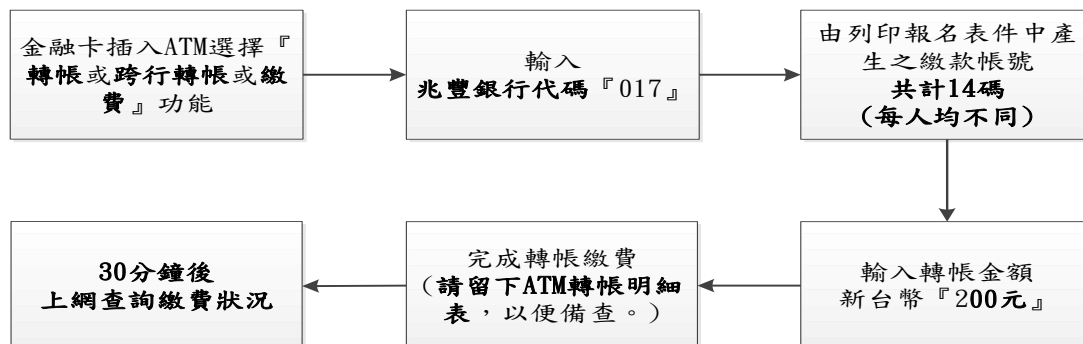 金融卡插入ATM選擇『
轉帳或跨行轉帳或繳
費』功能
輸入
兆豐銀行代碼『017』
由列印報名表件中產
生之繳款帳號
共計14碼
(每人均不同)
輸入轉帳金額
新台幣『200元』
完成轉帳繳費
(請留下ATM轉帳明細
表，以便備查。)
30分鐘後
上網查詢繳費狀況